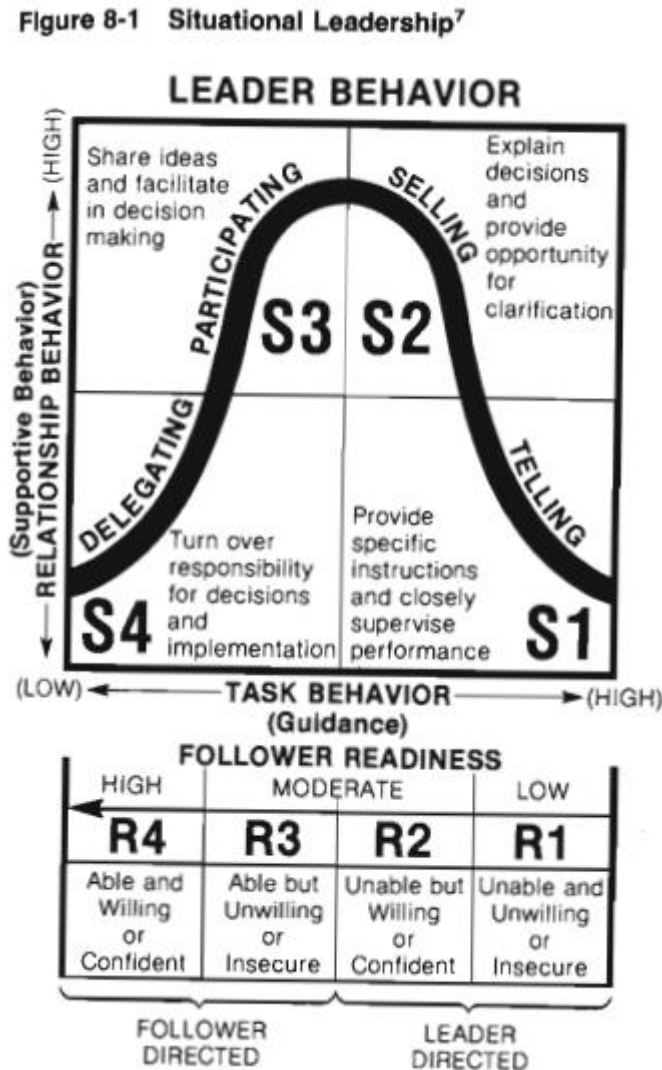 Figure 8-1 Situational Leadership7
LEADER BEHAVIOR
Share ideas
and facilitate
in decision
making
PARTICIPATING
SELLING
Explain
decisions
and
provide
opportunity
for
clarification
S3
S2
(HIGH)
(Supportive Behavior)
RELATIONSHIP BEHAVIOR
DELEGATING
TELLING
Turn over
responsibility
for decisions
and
implementation
S4
Provide
specific
instructions
and closely
supervise
performance
S1
(LOW)
TASK BEHAVIOR
(HIGH)
(Guidance)
FOLLOWER READINESS
HIGH
MODERATE
LOW
R4
R3
R2
R1
Able and
Willing
or
Confident
Able but
Unwilling
or
Insecure
Unable but
Willing
or
Confident
Unable and
Unwilling
or
Insecure
FOLLOWER
DIRECTED
LEADER
DIRECTED